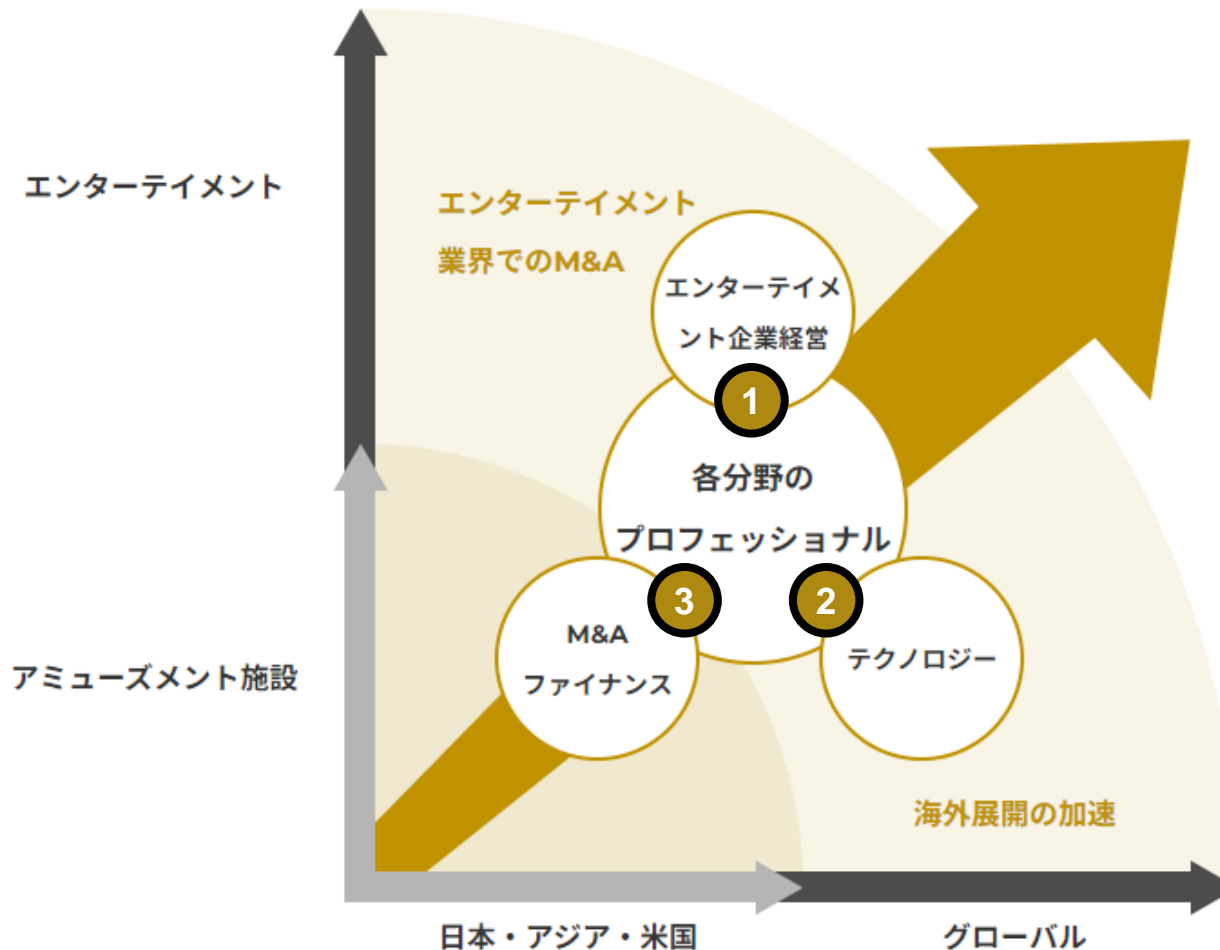 エンターテイメント
エンターテイメント
業界でのM&A
エンターテイメ
ント企業経営
1
各分野の
プロフェッショナル
3
2
M&A
ファイナンス
テクノロジー
アミューズメント施設
海外展開の加速
日本・アジア・米国
グローバル